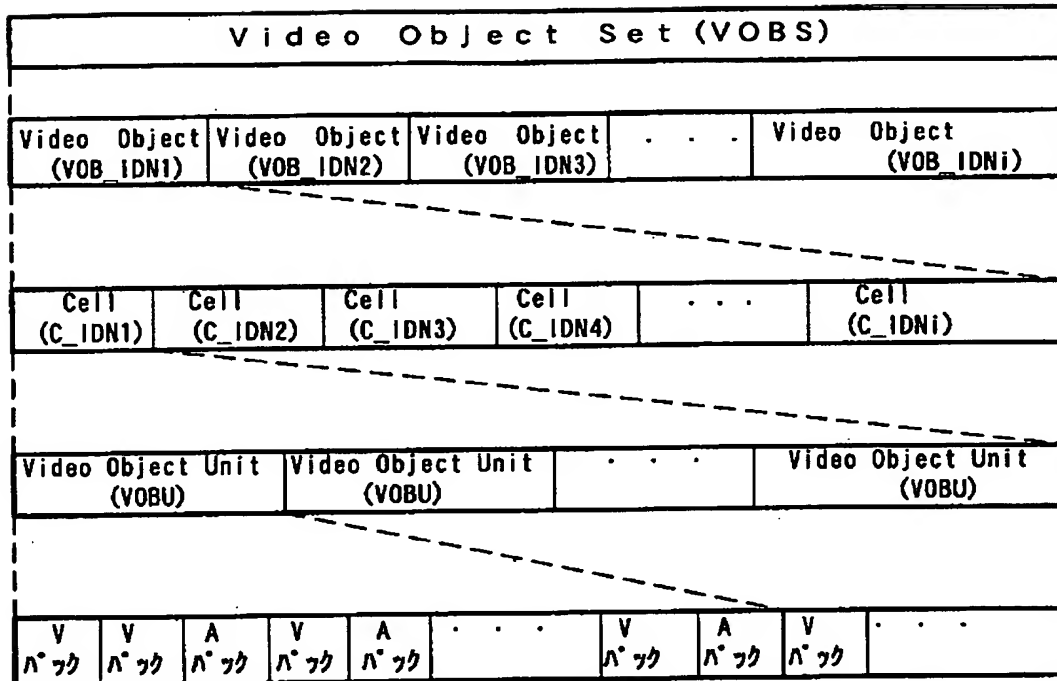 Video Object Set (VOBS)
Video Object Video Object Video Object . . . Video Object
(VOB_IDN1) (VOB_IDN2) (VOB_IDN3) (VOB_IDNi)
Cell Cell Cell Cell . . . Cell
(C_IDN1) (C_IDN2) (C_IDN3) (C_IDN4) (C_IDNi)
Video Object Unit Video Object Unit . . . Video Object Unit
(VOBU) (VOBU) (VOBU)
V V A V A . . . V A V . . .
パック パック パック パック パック パック パック パック